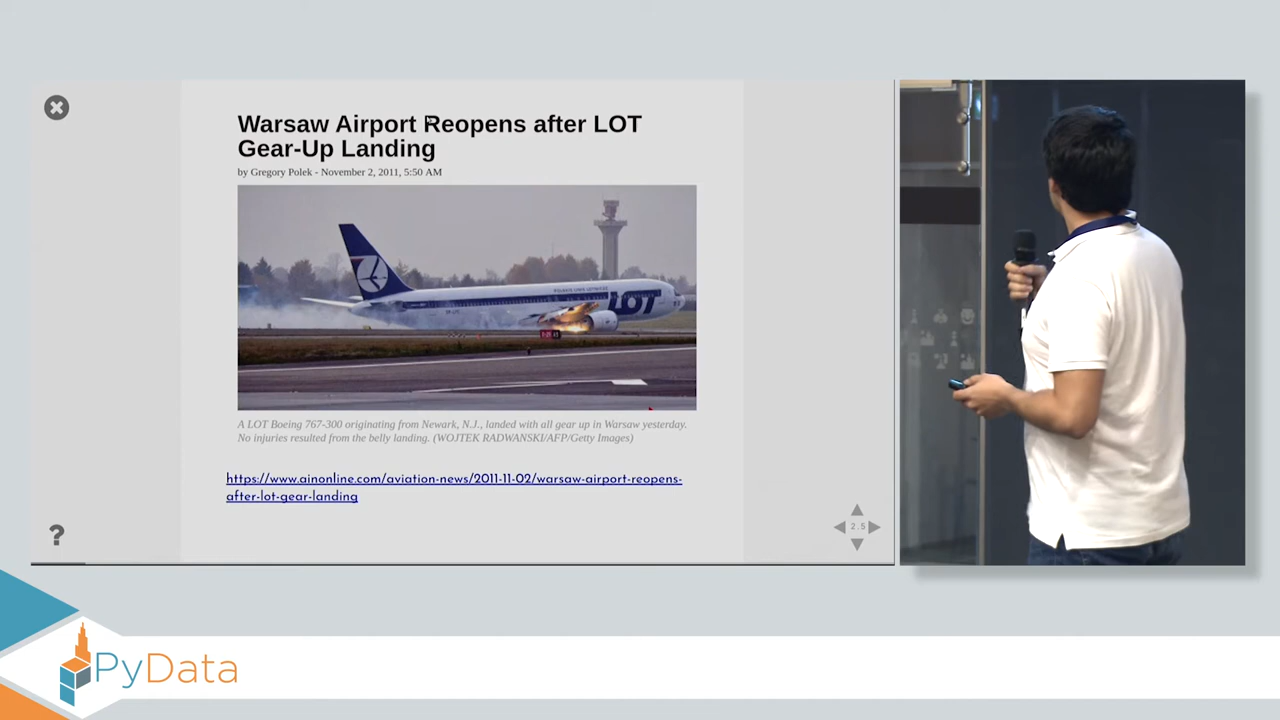 Warsaw Airport Reopens after LOT
Gear-Up Landing
by Gregory Polek - November 2, 2011, 5:50 AM
LOT
A LOT Boeing 767-300 originating from Newark, N.J., landed with all gear up in Warsaw yesterday.
No injuries resulted from the belly landing. (WOJTEK RADWANSKI/AFP/Getty Images)
https://www.ainonline.com/aviation-news/2011-11-02/warsaw-airport-reopens-
after-lot-gear-landing
?
2.5
PyData